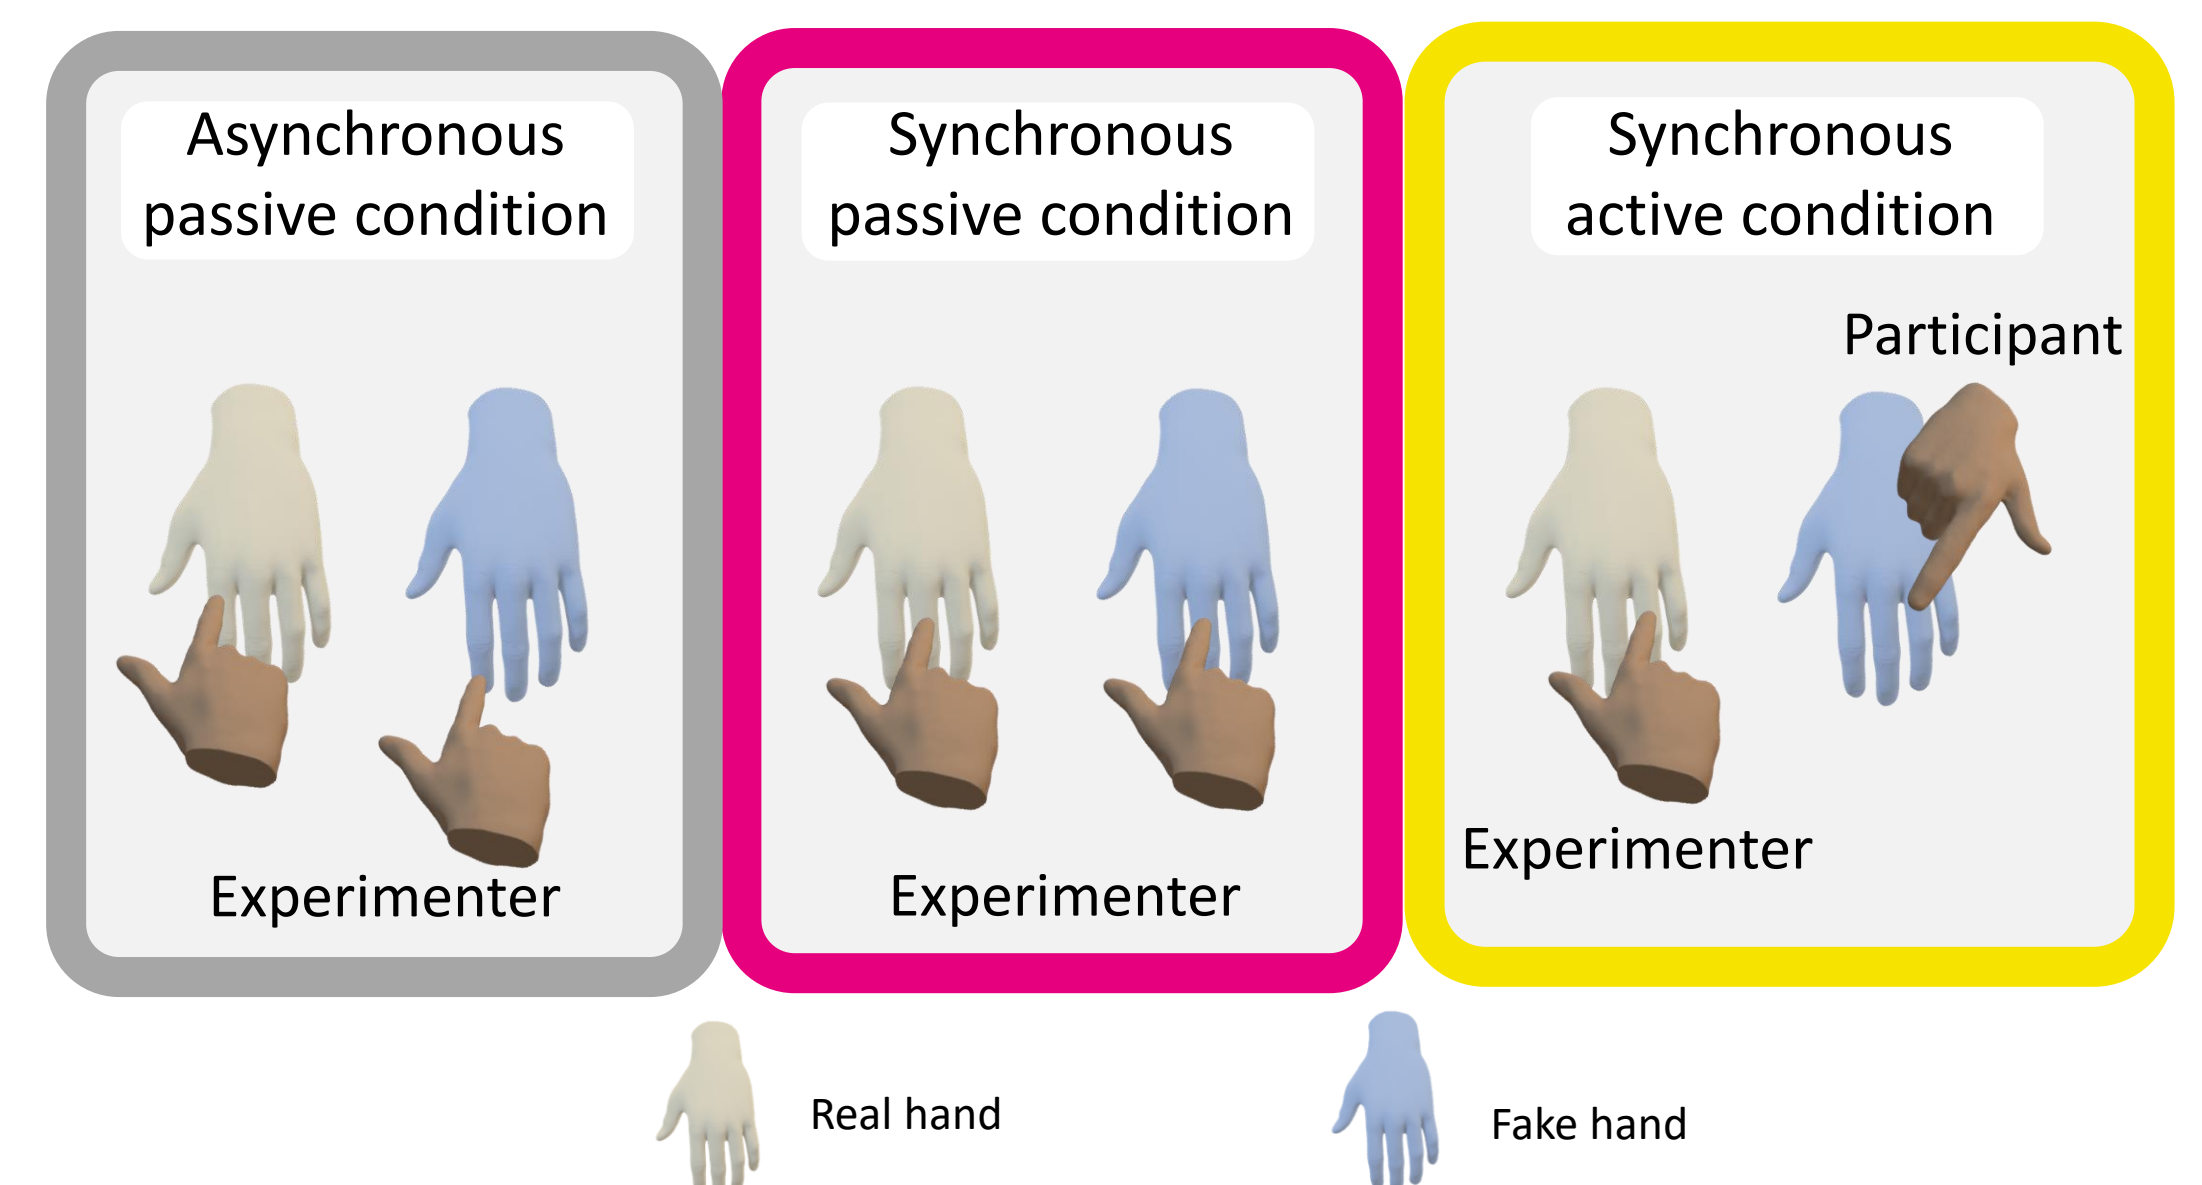 Asynchronous
passive condition
Experimenter
Synchronous
passive condition
Experimenter
Synchronous
active condition
Participant
Experimenter
Real hand
Fake hand